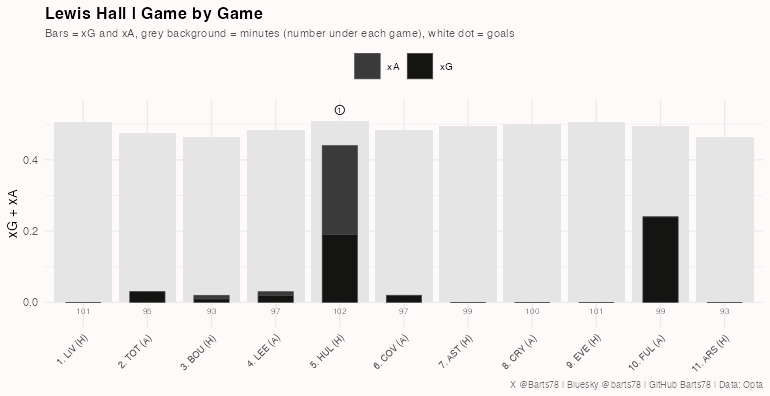 Lewis Hall | Game by Game
Bars = xG and xA, grey background = minutes (number under each game), white dot = goals
xA xG
1
xG + xA
0.4
0.2
0.0
101 95 93 97 102 97 99 100 101 99 93
1. LIV (H) 2. TOT (A) 3. BOU (H) 4. LEE (A) 5. HUL (H) 6. COV (A) 7. AST (H) 8. CRY (A) 9. EVE (H) 10. FUL (A) 11. ARS (H)
X @Barts78 | Bluesky @barts78 | GitHub Barts78 | Data: Opta